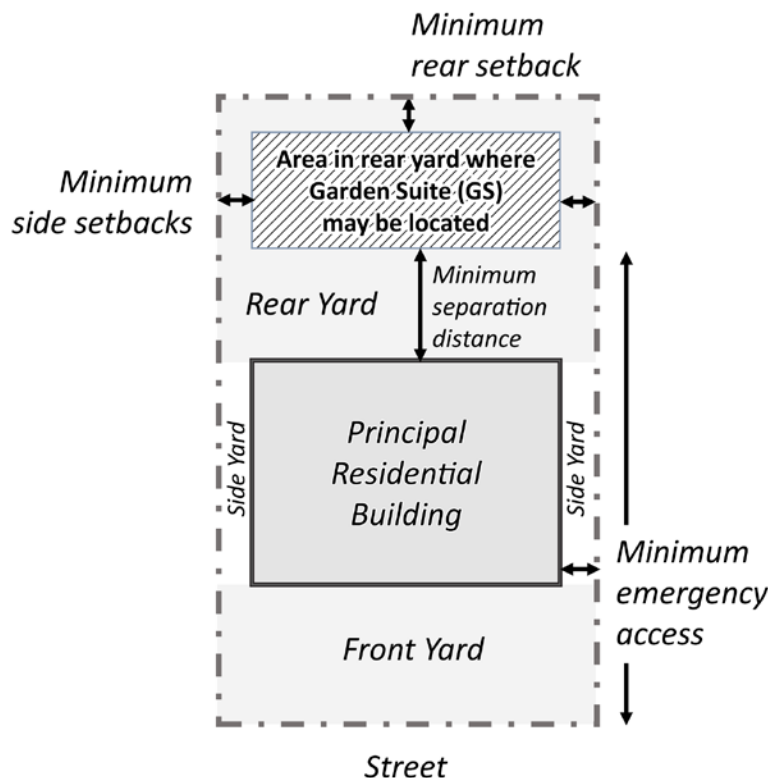 Minimum
rear setback
Area in rear yard where
Garden Suite (GS)
may be located
Minimum
side setbacks
Rear Yard
Minimum
separation
distance
Side Yard
Principal
Residential
Building
Side Yard
Minimum
emergency
access
Front Yard
Street